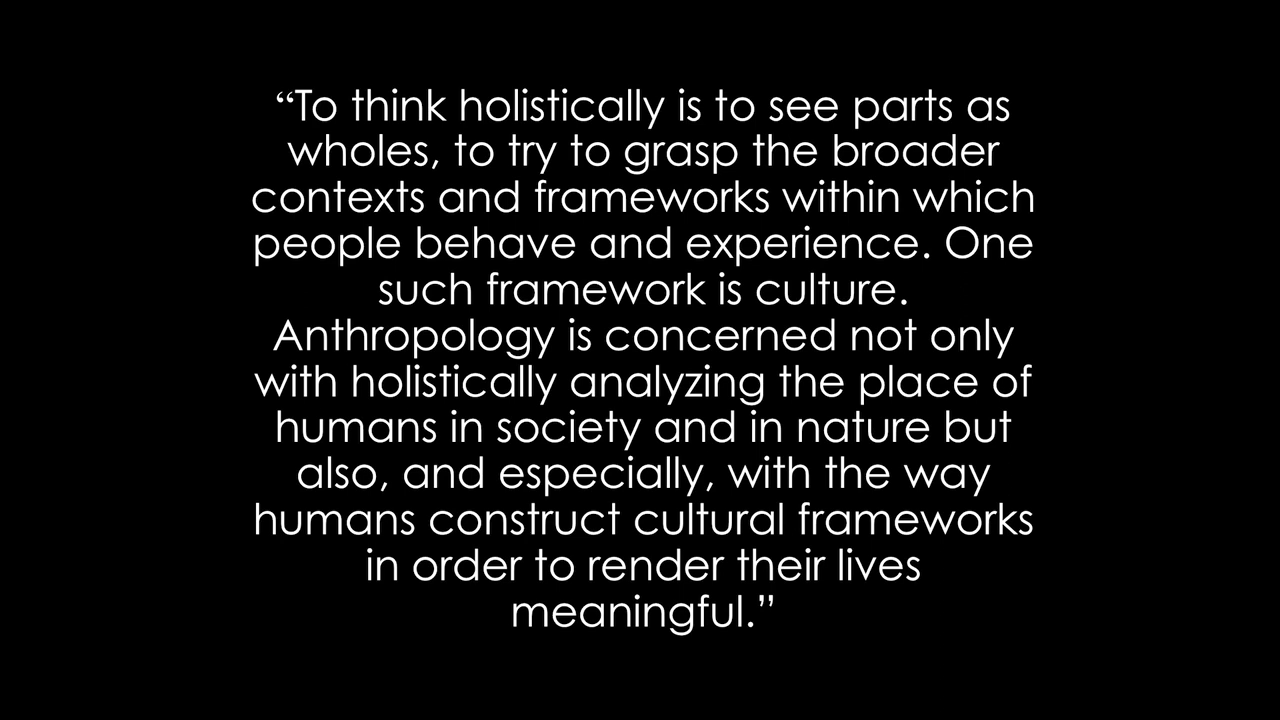 “To think holistically is to see parts as
wholes, to try to grasp the broader
contexts and frameworks within which
people behave and experience. One
such framework is culture.
Anthropology is concerned not only
with holistically analyzing the place of
humans in society and in nature but
also, and especially, with the way
humans construct cultural frameworks
in order to render their lives
meaningful.”